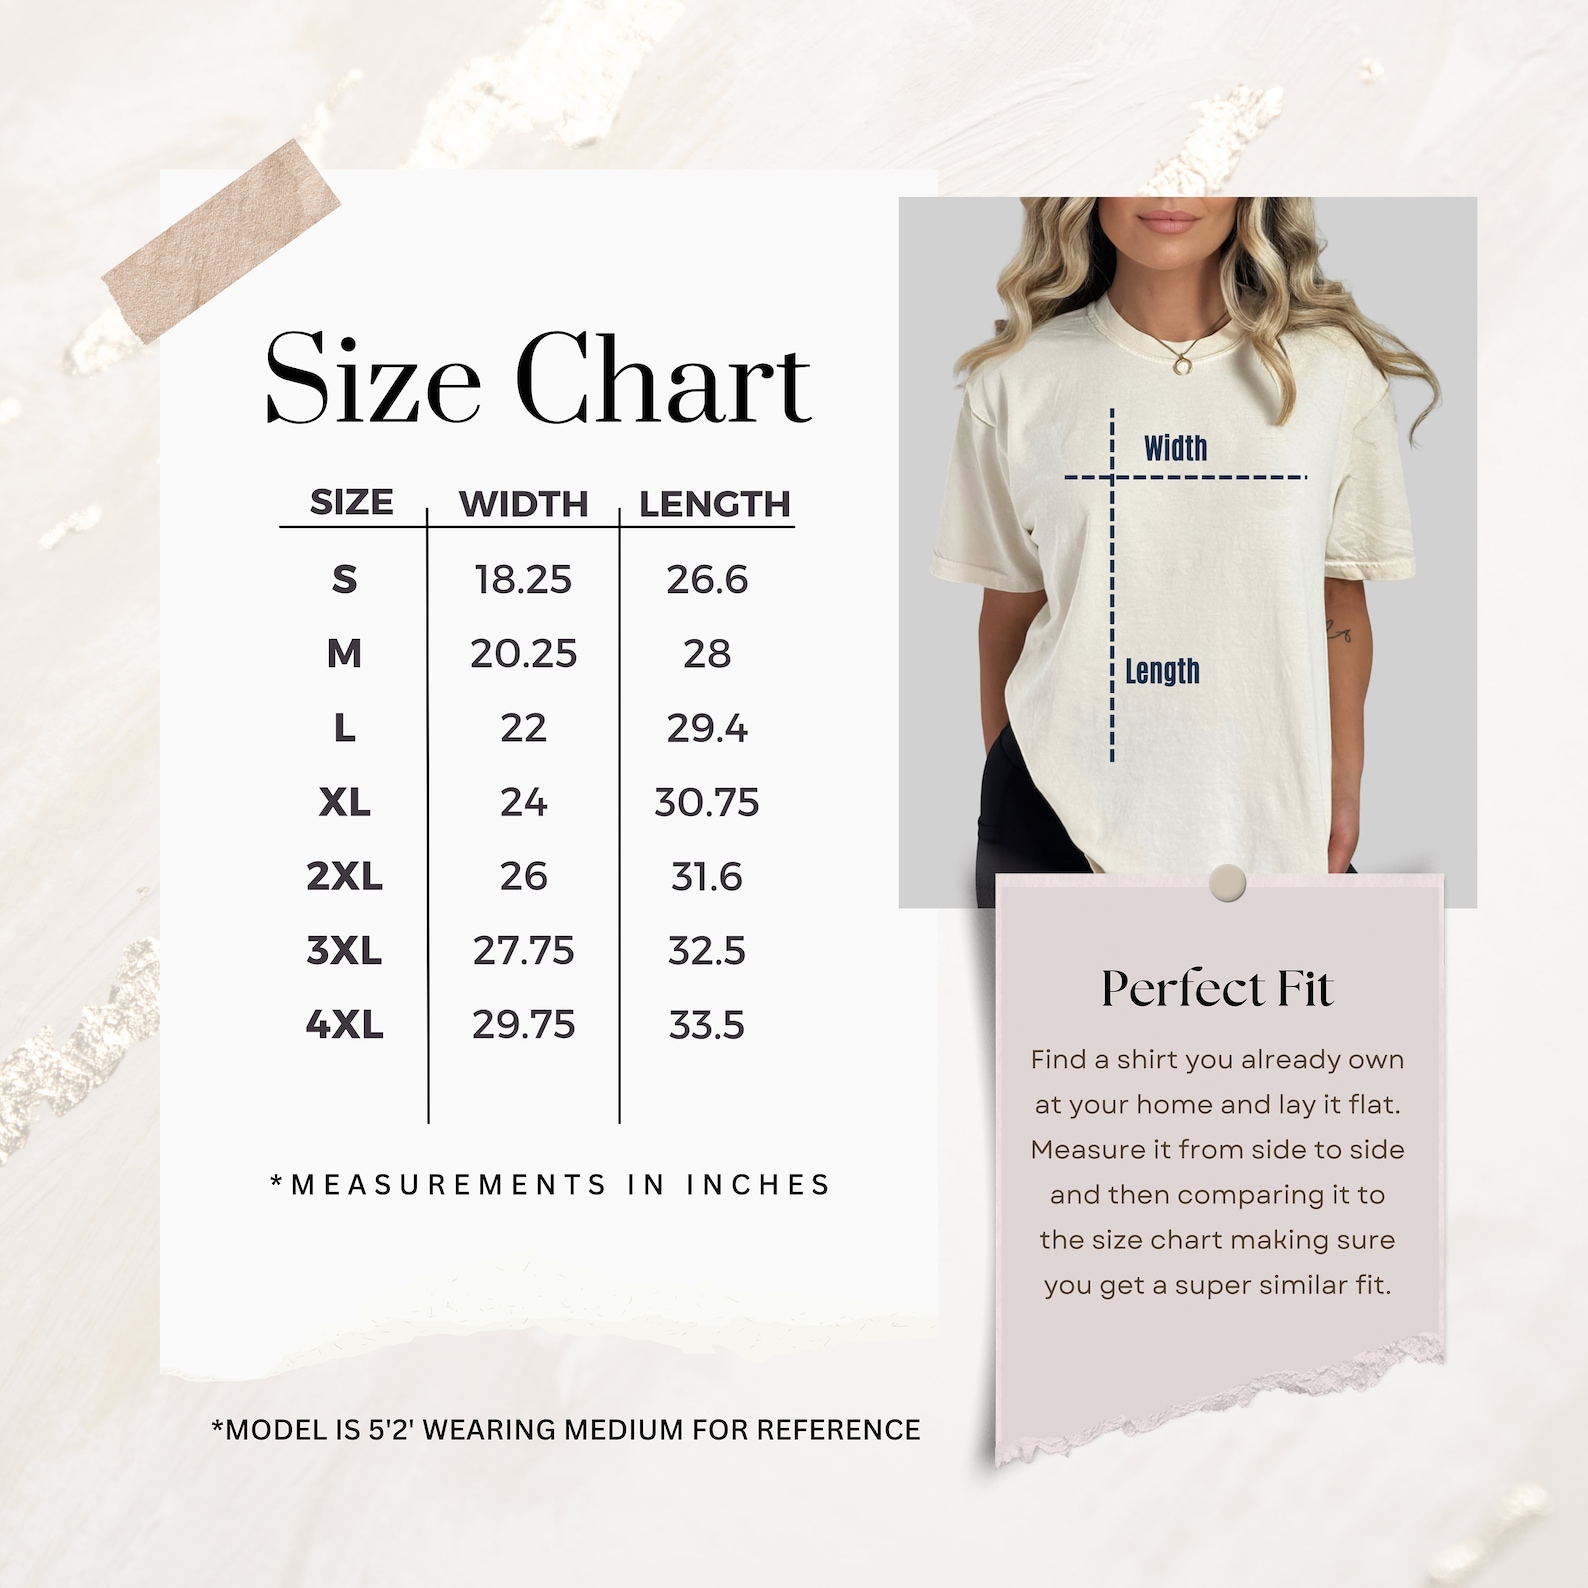 Size Chart
SIZE WIDTH LENGTH
S 18.25 26.6
M 20.25 28
L 22 29.4
XL 24 30.75
2XL 26 31.6
3XL 27.75 32.5
4XL 29.75 33.5
*MEASUREMENTS IN INCHES
*MODEL IS 5'2' WEARING MEDIUM FOR REFERENCE
Width
Length
Perfect Fit
Find a shirt you already own
at your home and lay it flat.
Measure it from side to side
and then comparing it to
the size chart making sure
you get a super similar fit.